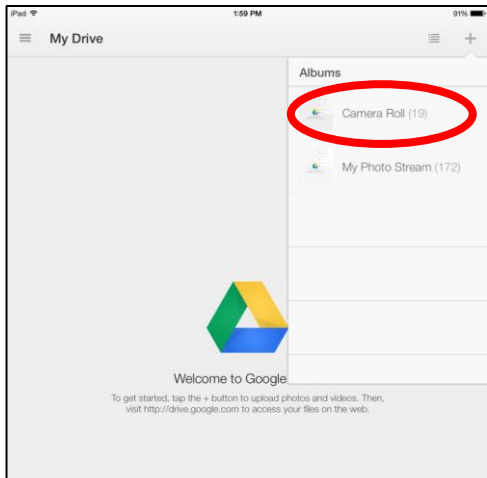 iPad 1:59 PM 91%
My Drive
Albums
Camera Roll (19)
My Photo Stream (172)
Welcome to Google
To get started, tap the + button to upload photos and videos. Then,
visit http://drive.google.com to access your files on the web.